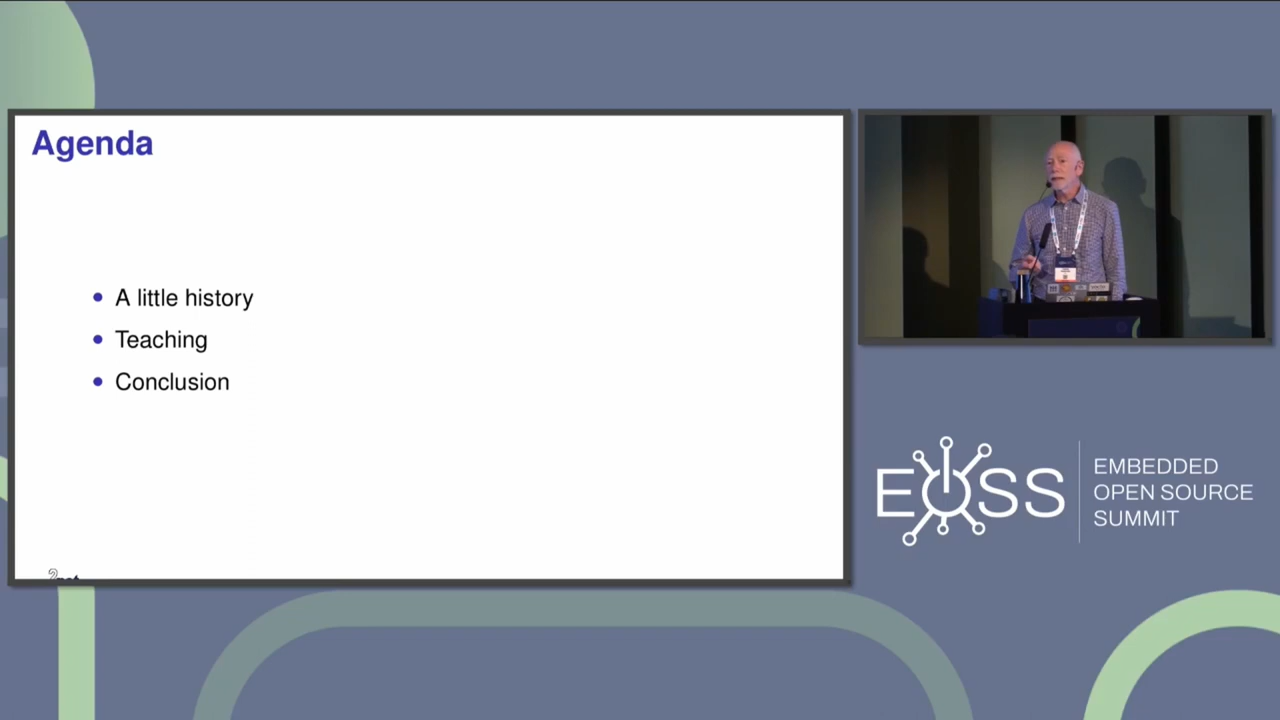 Agenda
A little history
Teaching
Conclusion
EOSS
EMBEDDED
OPEN SOURCE
SUMMIT